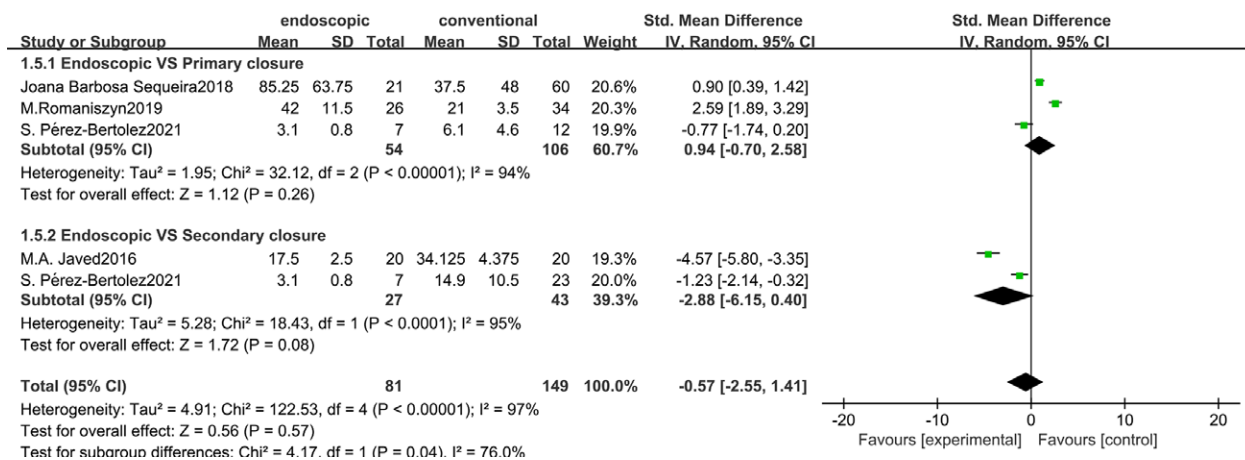 endoscopic conventional Std. Mean Difference Std. Mean Difference
Study or Subgroup Mean SD Total Mean SD Total Weight IV, Random, 95% CI IV, Random, 95% CI
1.5.1 Endoscopic VS Primary closure
Joana Barbosa Sequeira2018 85.25 63.75 21 37.5 48 60 20.6% 0.90 [0.39, 1.42]
M.Romaniszyn2019 42 11.5 26 21 3.5 34 20.3% 2.59 [1.89, 3.29]
S. Pérez-Bertolez2021 3.1 0.8 7 6.1 4.6 12 19.9% -0.77 [-1.74, 0.20]
Subtotal (95% CI) 54 106 60.7% 0.94 [-0.70, 2.58]
Heterogeneity: Tau² = 1.95; Chi² = 32.12, df = 2 (P < 0.00001); I² = 94%
Test for overall effect: Z = 1.12 (P = 0.26)
1.5.2 Endoscopic VS Secondary closure
M.A. Javed2016 17.5 2.5 20 34.125 4.375 20 19.3% -4.57 [-5.80, -3.35]
S. Pérez-Bertolez2021 3.1 0.8 7 14.9 10.5 23 20.0% -1.23 [-2.14, -0.32]
Subtotal (95% CI) 27 43 39.3% -2.88 [-6.15, 0.40]
Heterogeneity: Tau² = 5.28; Chi² = 18.43, df = 1 (P < 0.0001); I² = 95%
Test for overall effect: Z = 1.72 (P = 0.08)
Total (95% CI) 81 149 100.0% -0.57 [-2.55, 1.41]
Heterogeneity: Tau² = 4.91; Chi² = 122.53, df = 4 (P < 0.00001); I² = 97%
Test for overall effect: Z = 0.56 (P = 0.57)
Test for subgroup differences: Chi² = 4.17, df = 1 (P = 0.04), I² = 76.0%
-20 -10 0 10 20
Favours [experimental] Favours [control]